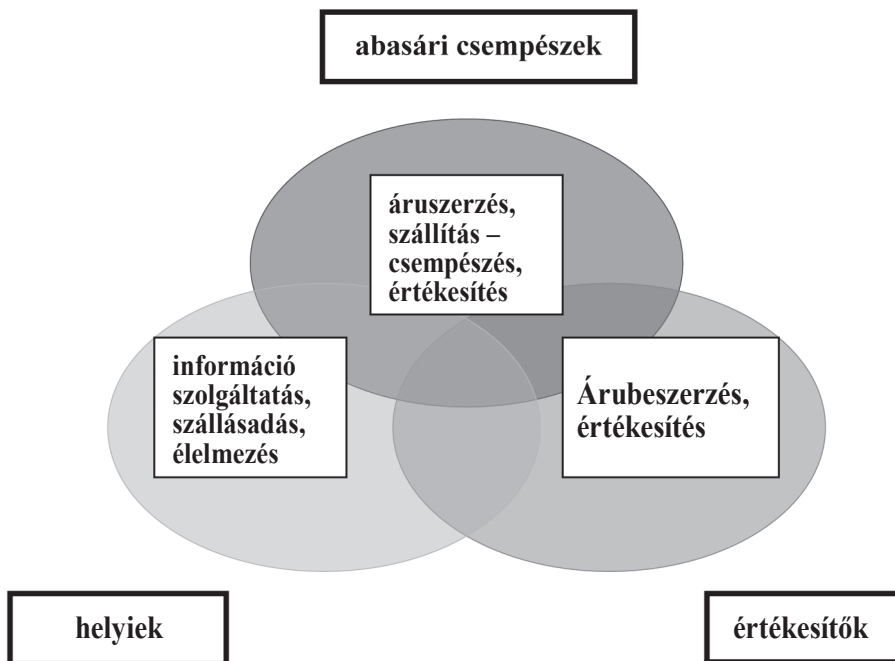 abasári csempészek
áruszerzés,
szállítás –
csempészés,
értékesítés
információ
szolgáltatás,
szállásadás,
élelmezés
Árubeszerzés,
értékesítés
helyiek
értékesítők